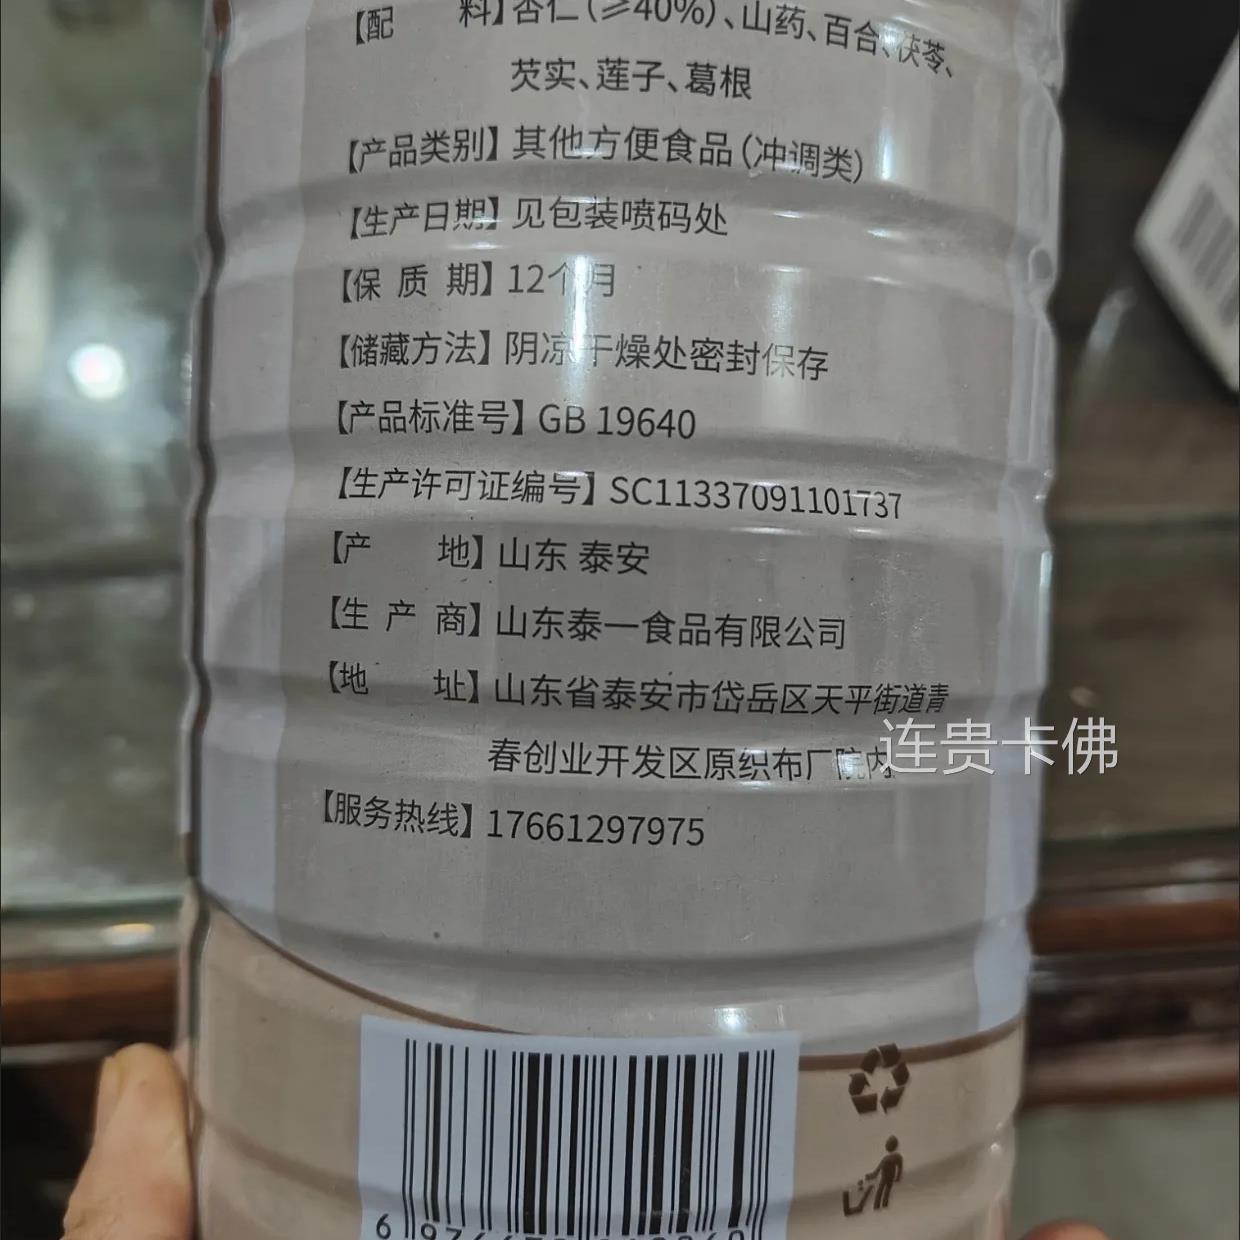 【配 料】杏仁(≥40%)、山药、百合、茯苓、
芡实、莲子、葛根
【产品类别】其他方便食品(冲调类)
【生产日期】见包装喷码处
【保 质 期】12个月
【储藏方法】阴凉干燥处密封保存
【产品标准号】GB 19640
【生产许可证编号】SC11337091101737
【产 地】山东 泰安
【生 产 商】山东泰一食品有限公司
【地 址】山东省泰安市岱岳区天平街道青
春创业开发区原织布厂院内
连贵卡佛
【服务热线】17661297975